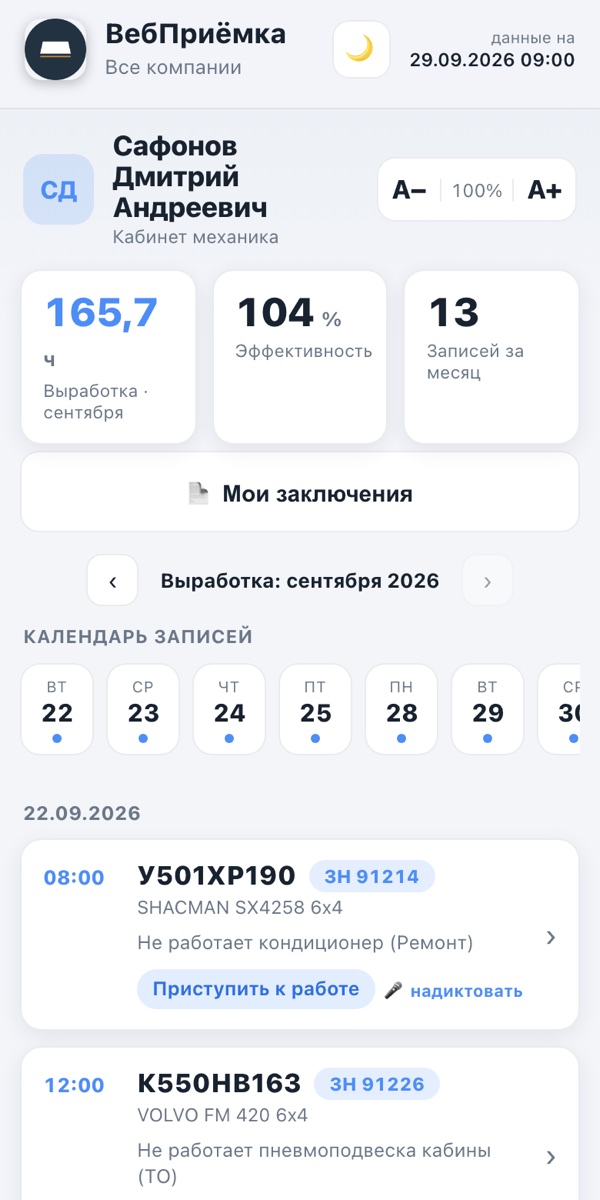 ВебПриёмка
Все компании
данные на
29.09.2026 09:00
СД
Сафонов
Дмитрий
Андреевич
Кабинет механика
A− 100% A+
165,7
ч
Выработка ·
сентября
104 %
Эффективность
13
Записей за
месяц
Мои заключения
‹ Выработка: сентября 2026 ›
КАЛЕНДАРЬ ЗАПИСЕЙ
ВТ СР ЧТ ПТ ПН ВТ СР
22 23 24 25 28 29 30
22.09.2026
08:00 У501ХР190 ЗН 91214
SHACMAN SX4258 6x4
Не работает кондиционер (Ремонт) ›
Приступить к работе надиктовать
12:00 К550НВ163 ЗН 91226
VOLVO FM 420 6x4
Не работает пневмоподвеска кабины ›
(ТО)